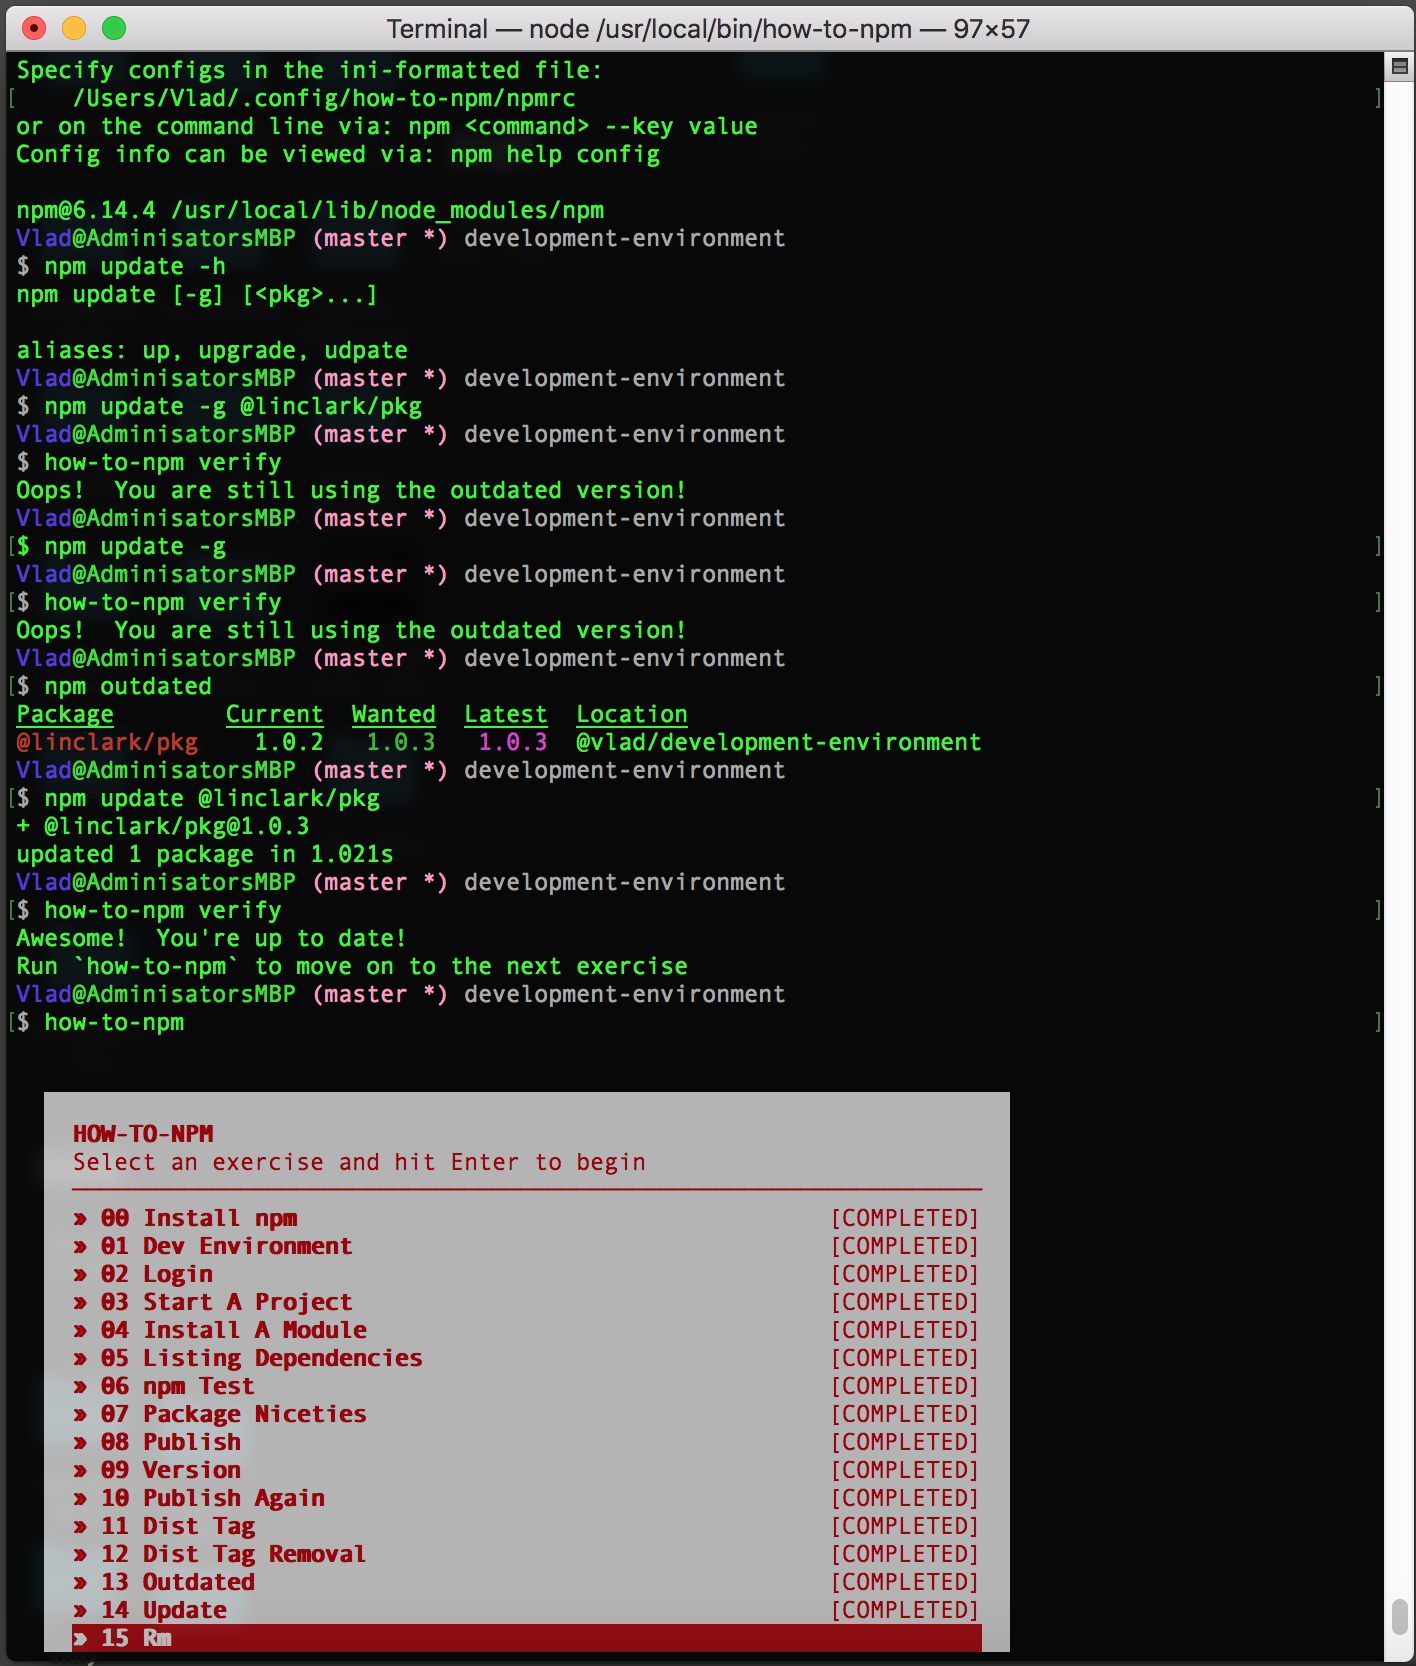 Terminal — node /usr/local/bin/how-to-npm — 97×57
Specify configs in the ini-formatted file:
[    /Users/Vlad/.config/how-to-npm/npmrc ]
or on the command line via: npm <command> --key value
Config info can be viewed via: npm help config
npm@6.14.4 /usr/local/lib/node_modules/npm
Vlad@AdminisatorsMBP (master *) development-environment
$ npm update -h
npm update [-g] [<pkg>...]
aliases: up, upgrade, udpate
Vlad@AdminisatorsMBP (master *) development-environment
$ npm update -g @linclark/pkg
Vlad@AdminisatorsMBP (master *) development-environment
$ how-to-npm verify
Oops!  You are still using the outdated version!
Vlad@AdminisatorsMBP (master *) development-environment
[$ npm update -g ]
Vlad@AdminisatorsMBP (master *) development-environment
[$ how-to-npm verify ]
Oops!  You are still using the outdated version!
Vlad@AdminisatorsMBP (master *) development-environment
[$ npm outdated ]
Package        Current  Wanted  Latest  Location
@linclark/pkg    1.0.2   1.0.3   1.0.3  @vlad/development-environment
Vlad@AdminisatorsMBP (master *) development-environment
[$ npm update @linclark/pkg ]
+ @linclark/pkg@1.0.3
updated 1 package in 1.021s
Vlad@AdminisatorsMBP (master *) development-environment
[$ how-to-npm verify ]
Awesome!  You're up to date!
Run `how-to-npm` to move on to the next exercise
Vlad@AdminisatorsMBP (master *) development-environment
[$ how-to-npm ]
HOW-TO-NPM
Select an exercise and hit Enter to begin
» 00 Install npm [COMPLETED]
» 01 Dev Environment [COMPLETED]
» 02 Login [COMPLETED]
» 03 Start A Project [COMPLETED]
» 04 Install A Module [COMPLETED]
» 05 Listing Dependencies [COMPLETED]
» 06 npm Test [COMPLETED]
» 07 Package Niceties [COMPLETED]
» 08 Publish [COMPLETED]
» 09 Version [COMPLETED]
» 10 Publish Again [COMPLETED]
» 11 Dist Tag [COMPLETED]
» 12 Dist Tag Removal [COMPLETED]
» 13 Outdated [COMPLETED]
» 14 Update [COMPLETED]
» 15 Rm